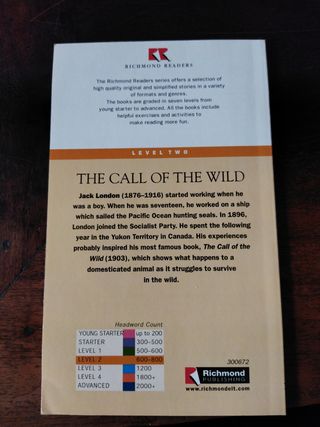 RICHMOND READERS
The Richmond Readers series offers a selection of
high quality original and simplified stories in a variety
of formats and genres.
The books are graded in seven levels from
young starter to advanced. All the books include
helpful exercises and activities to
make reading more fun.
LEVEL TWO
THE CALL OF THE WILD
Jack London (1876–1916) started working when he
was a boy. When he was seventeen, he worked on a ship
which sailed the Pacific Ocean hunting seals. In 1896,
London joined the Socialist Party. He spent the following
year in the Yukon Territory in Canada. His experiences
probably inspired his most famous book, The Call of the
Wild (1903), which shows what happens to a
domesticated animal as it struggles to survive
in the wild.
Headword Count
YOUNG STARTER up to 200
STARTER 300–500
LEVEL 1 500–600
LEVEL 2 600–800
LEVEL 3 1200
LEVEL 4 1800+
ADVANCED 2000+
300672
Richmond
PUBLISHING
www.richmondelt.com